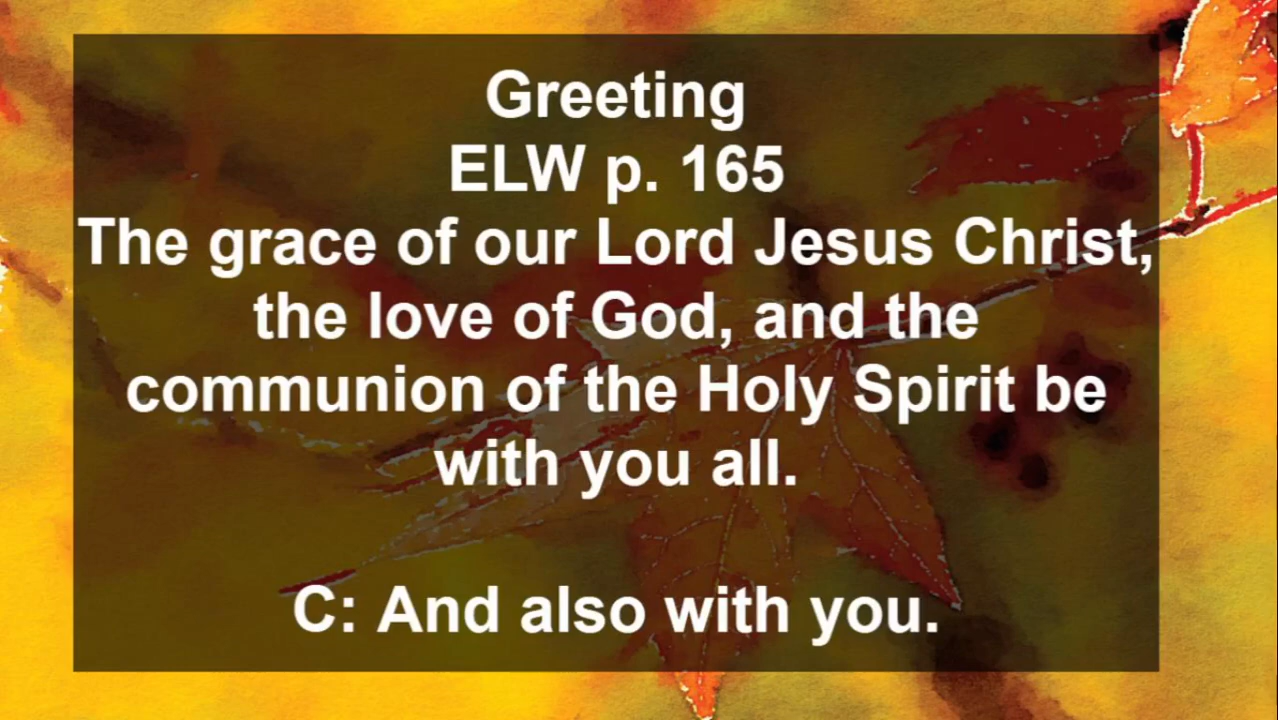 Greeting
ELW p. 165
The grace of our Lord Jesus Christ,
the love of God, and the
communion of the Holy Spirit be
with you all.
C: And also with you.